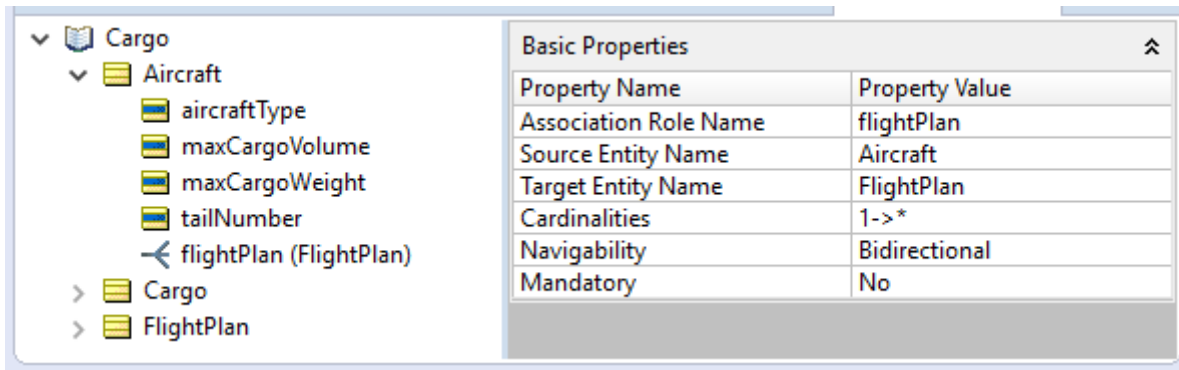 Cargo
Aircraft
aircraftType
maxCargoVolume
maxCargoWeight
tailNumber
flightPlan (FlightPlan)
Cargo
FlightPlan
Basic Properties
Property Name Property Value
Association Role Name flightPlan
Source Entity Name Aircraft
Target Entity Name FlightPlan
Cardinalities 1->*
Navigability Bidirectional
Mandatory No